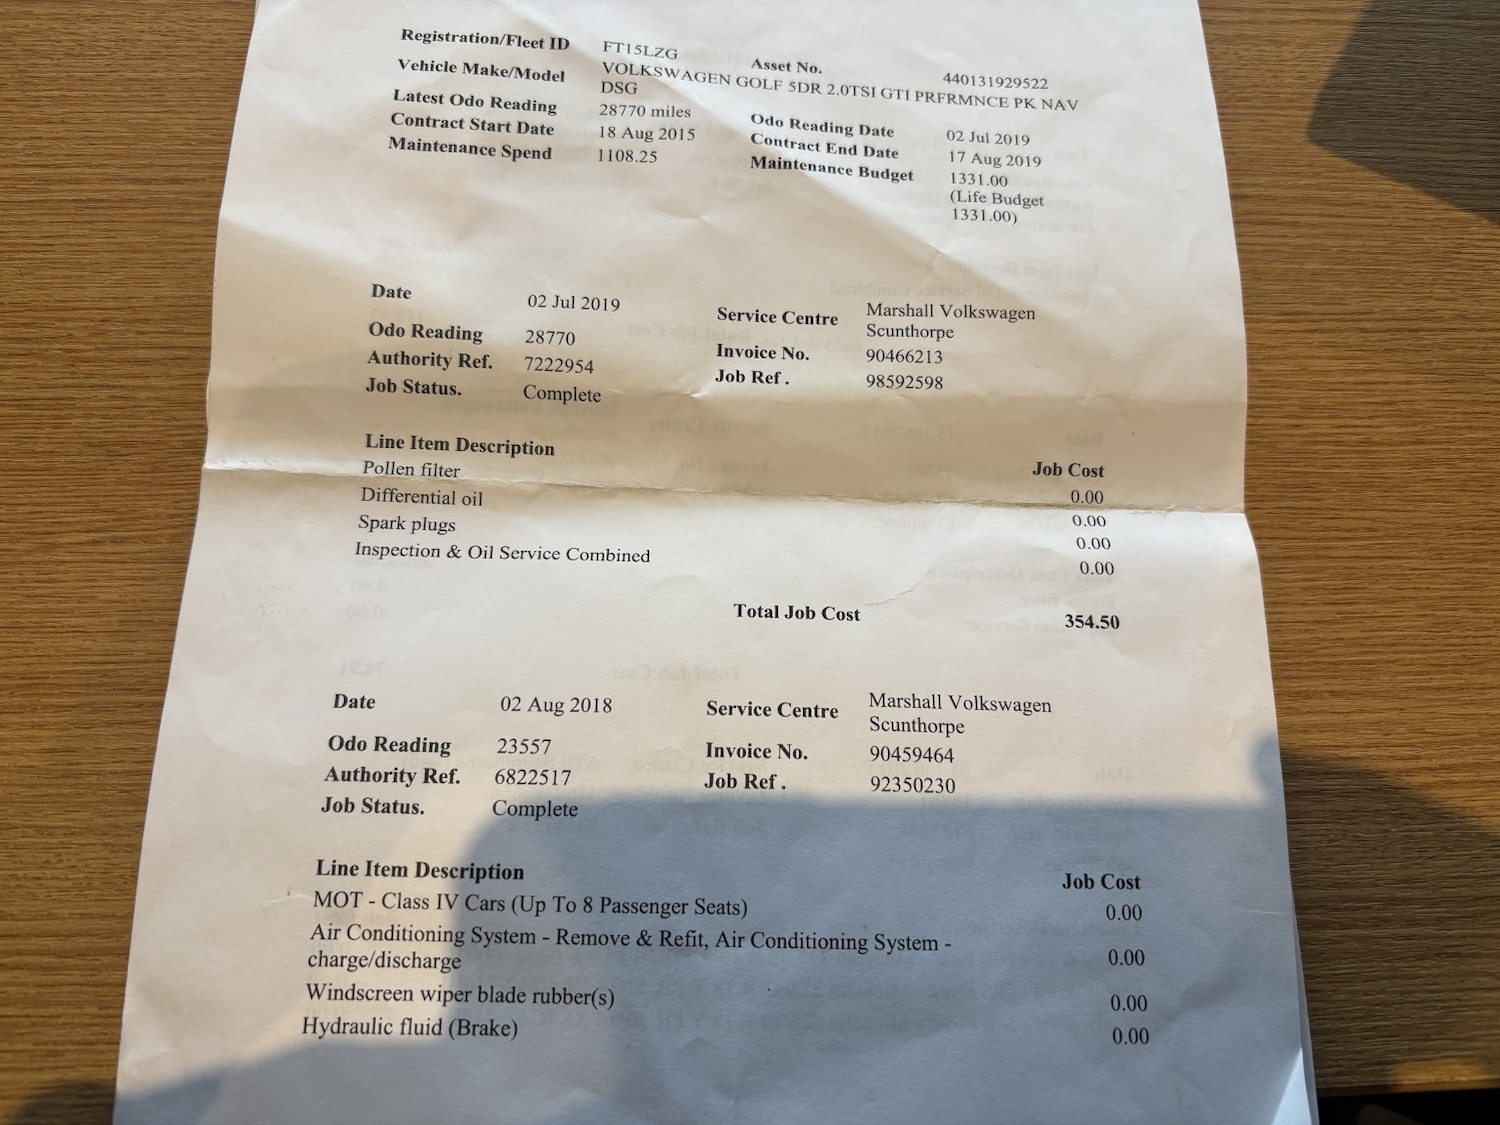 Registration/Fleet ID FT15LZG Asset No. 440131929522
Vehicle Make/Model VOLKSWAGEN GOLF 5DR 2.0TSI GTI PRFRMNCE PK NAV
DSG
Latest Odo Reading 28770 miles Odo Reading Date 02 Jul 2019
Contract Start Date 18 Aug 2015 Contract End Date 17 Aug 2019
Maintenance Spend 1108.25 Maintenance Budget 1331.00
(Life Budget
1331.00)
Date 02 Jul 2019 Service Centre Marshall Volkswagen
Scunthorpe
Odo Reading 28770 Invoice No. 90466213
Authority Ref. 7222954 Job Ref . 98592598
Job Status. Complete
Line Item Description Job Cost
Pollen filter 0.00
Differential oil 0.00
Spark plugs 0.00
Inspection & Oil Service Combined 0.00
Total Job Cost 354.50
Date 02 Aug 2018 Service Centre Marshall Volkswagen
Scunthorpe
Odo Reading 23557 Invoice No. 90459464
Authority Ref. 6822517 Job Ref . 92350230
Job Status. Complete
Line Item Description Job Cost
MOT - Class IV Cars (Up To 8 Passenger Seats) 0.00
Air Conditioning System - Remove & Refit, Air Conditioning System -
charge/discharge 0.00
Windscreen wiper blade rubber(s) 0.00
Hydraulic fluid (Brake) 0.00